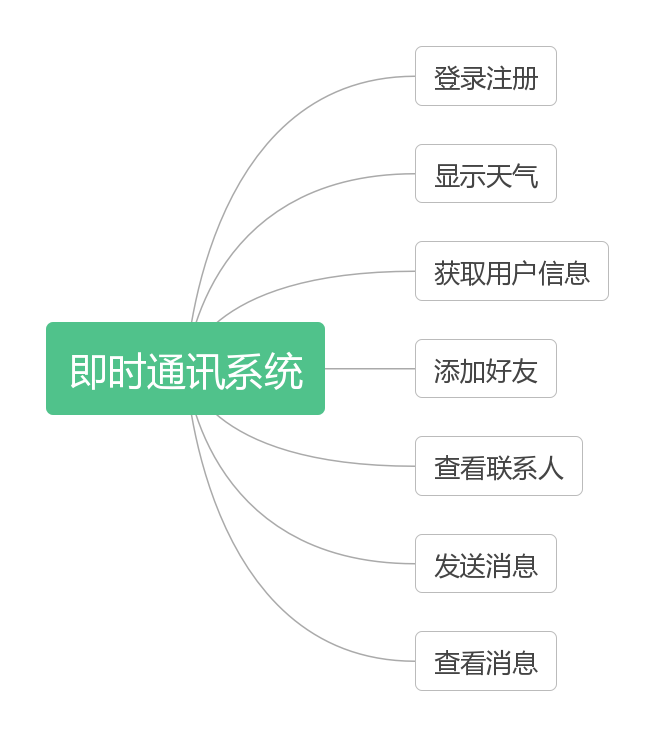 登录注册
显示天气
获取用户信息
即时通讯系统
添加好友
查看联系人
发送消息
查看消息